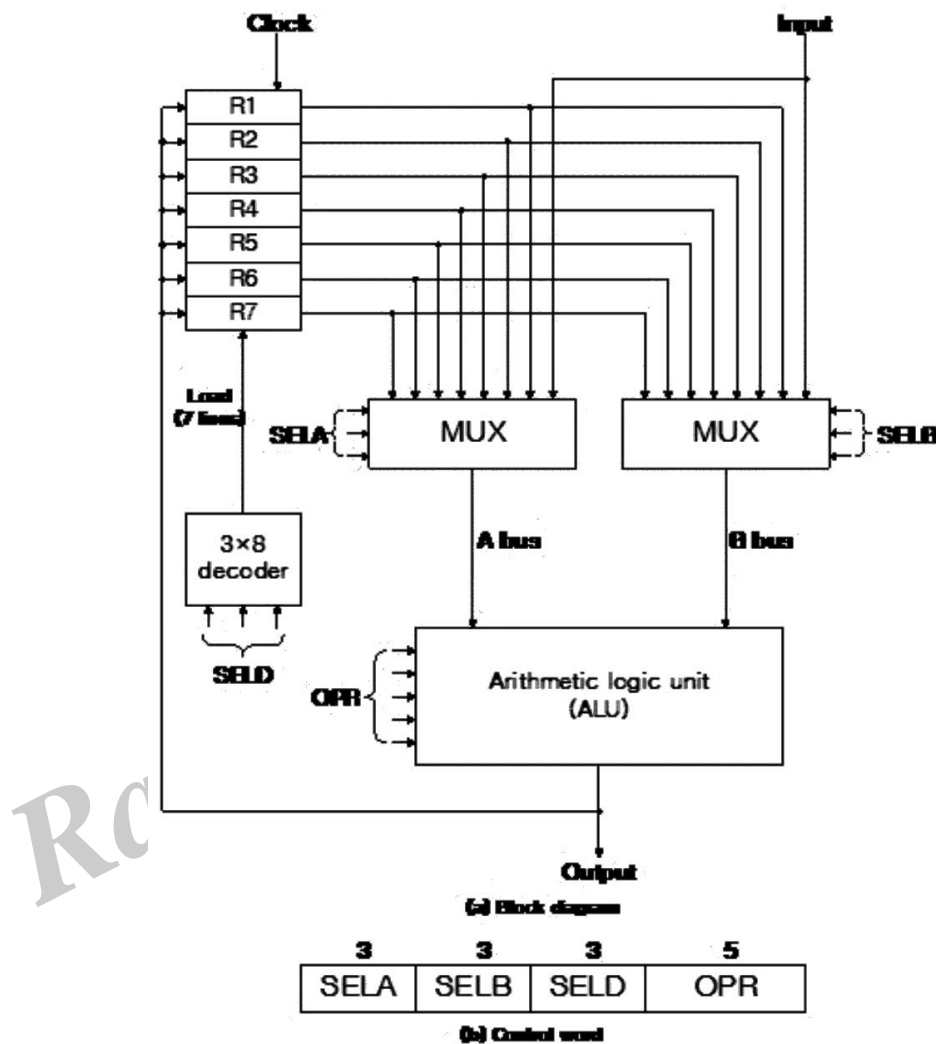 Clock Input
R1
R2
R3
R4
R5
R6
R7
Load
(7 lines)
SELA MUX MUX SELB
A bus B bus
3×8
decoder
SELD
OPR
Arithmetic logic unit
(ALU)
Output
(a) Block diagram
3 3 3 5
SELA SELB SELD OPR
(b) Control word